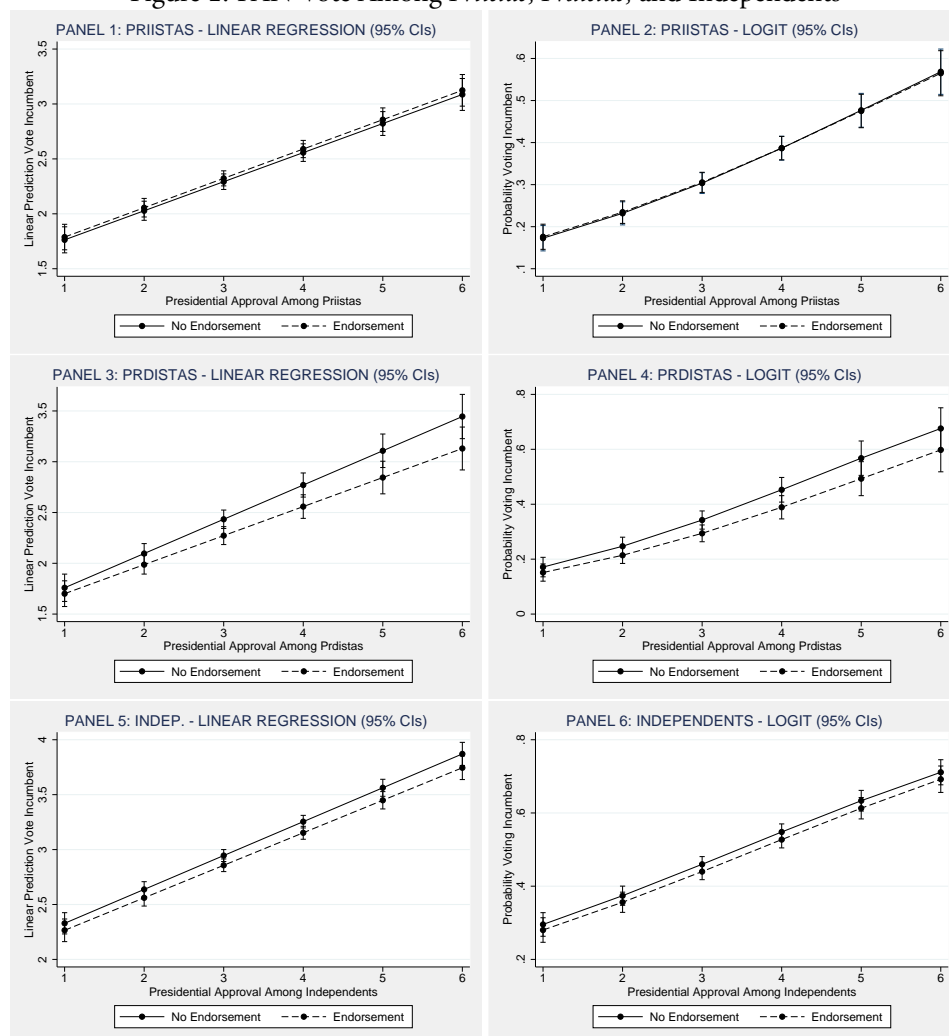 and Independents
PANEL 1: PRIISTAS - LINEAR REGRESSION (95% CIs)
Linear Prediction Vote Incumbent
3.5
3
2.5
2
1.5
1 2 3 4 5 6
Presidential Approval Among Priistas
No Endorsement Endorsement
PANEL 2: PRIISTAS - LOGIT (95% CIs)
Probability Voting Incumbent
.6
.5
.4
.3
.2
.1
1 2 3 4 5 6
Presidential Approval Among Priistas
No Endorsement Endorsement
PANEL 3: PRDISTAS - LINEAR REGRESSION (95% CIs)
Linear Prediction Vote Incumbent
3.5
3
2.5
2
1.5
1 2 3 4 5 6
Presidential Approval Among Prdistas
No Endorsement Endorsement
PANEL 4: PRDISTAS - LOGIT (95% CIs)
Probability Voting Incumbent
.8
.6
.4
.2
0
1 2 3 4 5 6
Presidential Approval Among Prdistas
No Endorsement Endorsement
PANEL 5: INDEP. - LINEAR REGRESSION (95% CIs)
Linear Prediction Vote Incumbent
4
3.5
3
2.5
2
1 2 3 4 5 6
Presidential Approval Among Independents
No Endorsement Endorsement
PANEL 6: INDEPENDENTS - LOGIT (95% CIs)
Probability Voting Incumbent
.8
.6
.4
.2
1 2 3 4 5 6
Presidential Approval Among Independents
No Endorsement Endorsement